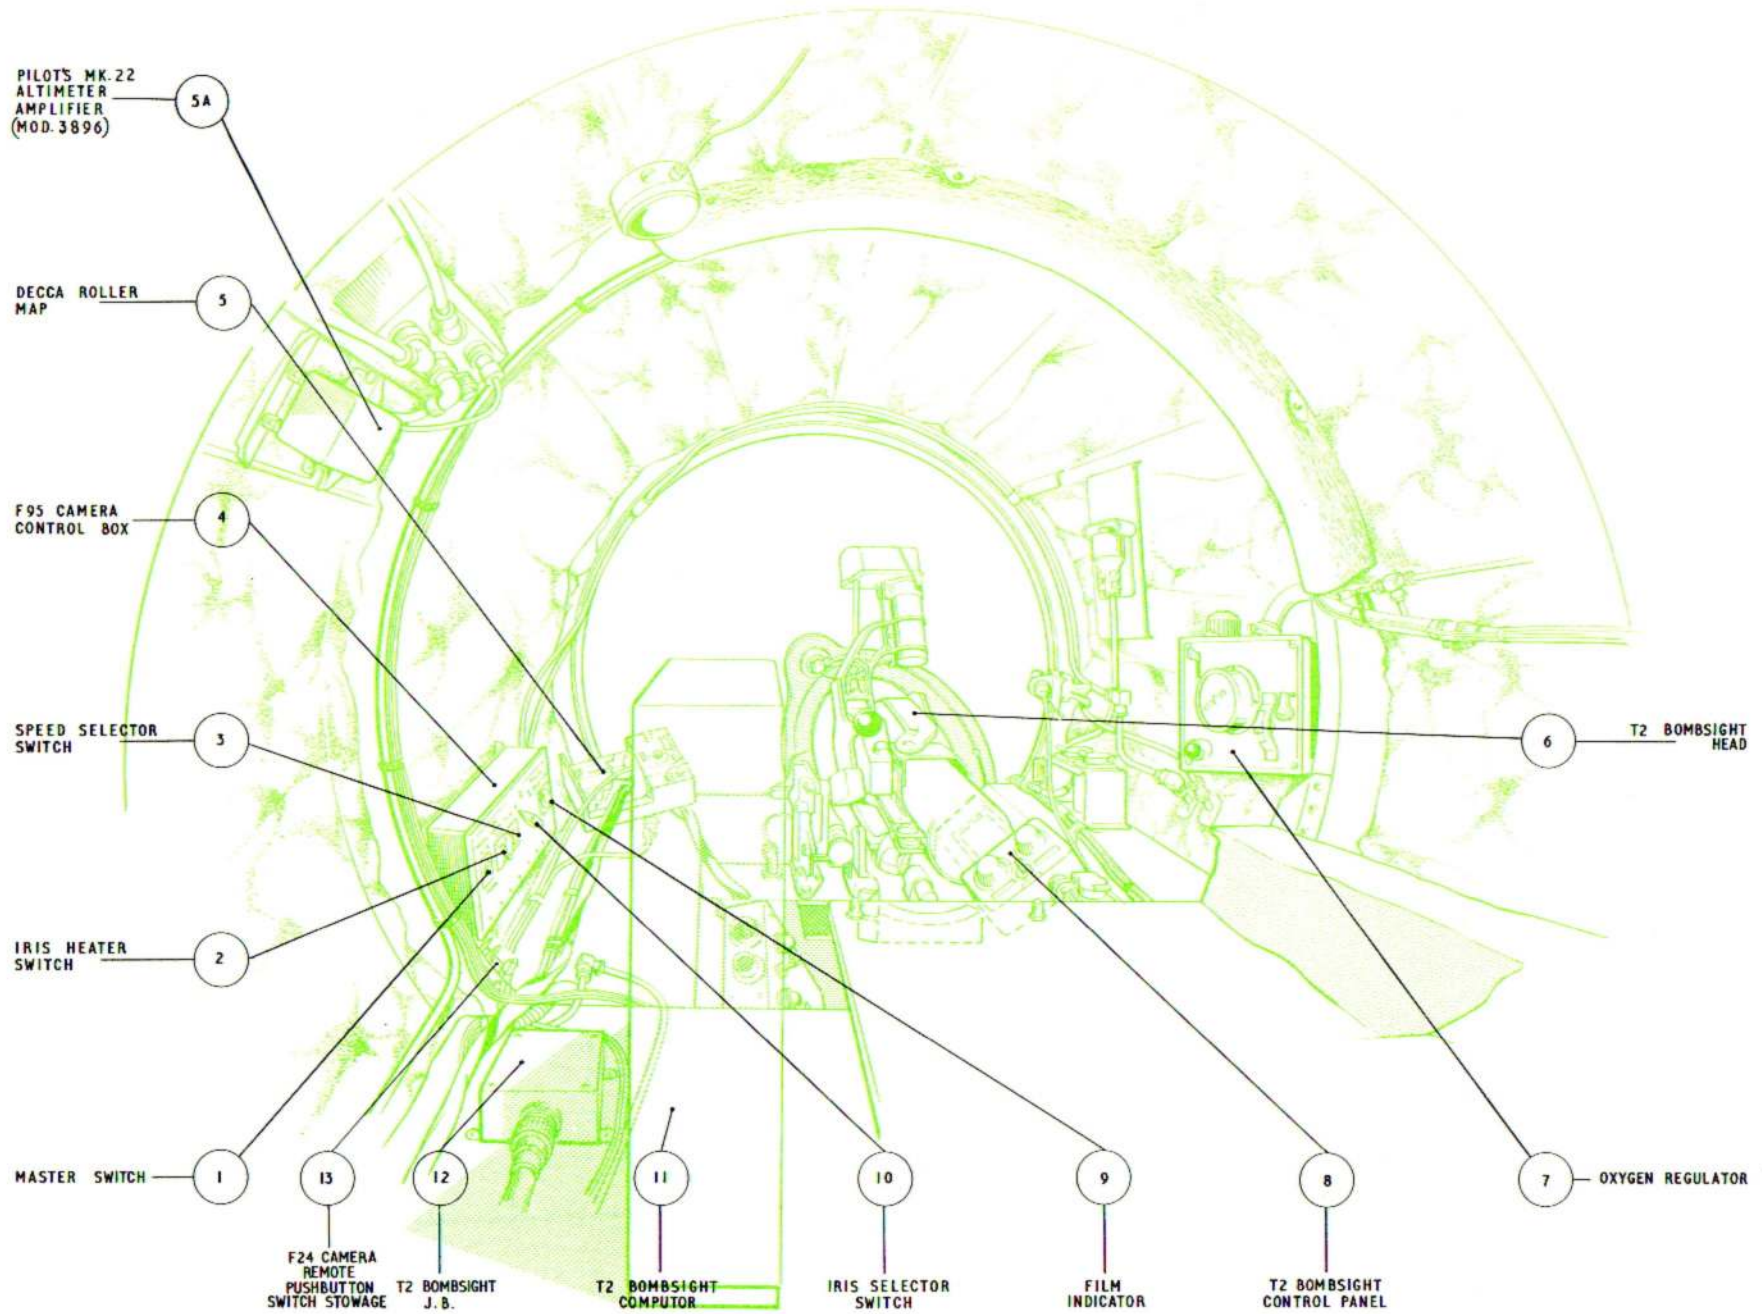 PILOT'S MK.22
ALTIMETER
AMPLIFIER
(MOD. 3896)
5A
DECCA ROLLER
MAP
5
F95 CAMERA
CONTROL BOX
4
SPEED SELECTOR
SWITCH
3
IRIS HEATER
SWITCH
2
MASTER SWITCH
1
13
F24 CAMERA
REMOTE
PUSHBUTTON
SWITCH STOWAGE
12
T2 BOMBSIGHT
J.B.
11
T2 BOMBSIGHT
COMPUTOR
10
IRIS SELECTOR
SWITCH
9
FILM
INDICATOR
8
T2 BOMBSIGHT
CONTROL PANEL
7
OXYGEN REGULATOR
6
T2 BOMBSIGHT
HEAD